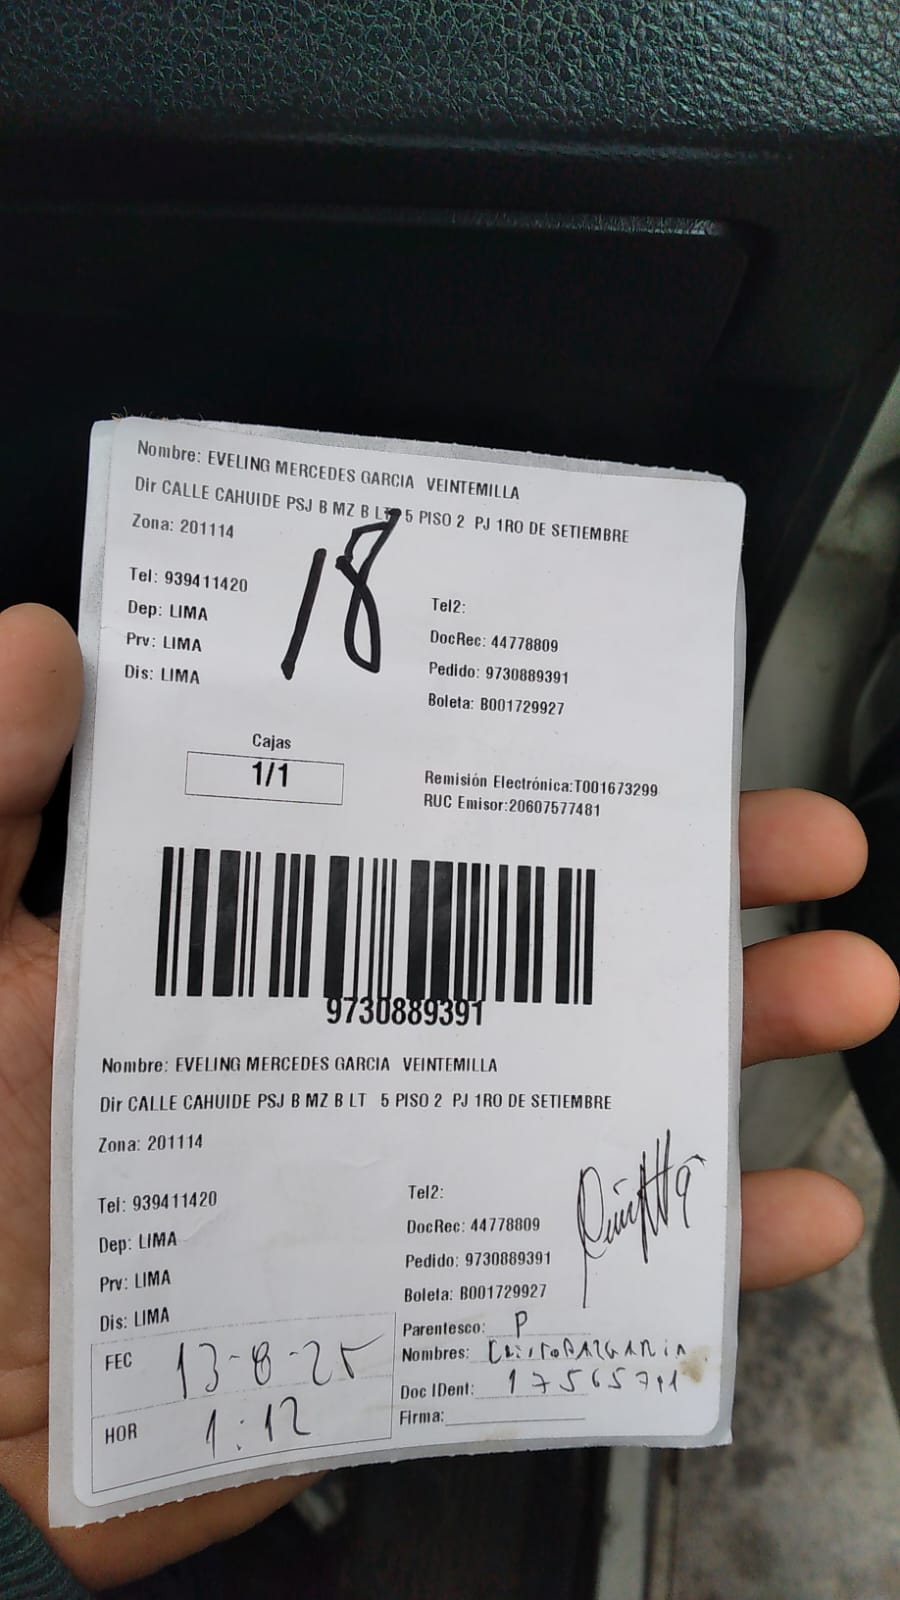 Nombre: EVELING MERCEDES GARCIA VEINTEMILLA
Dir CALLE CAHUIDE PSJ B MZ B LT 5 PISO 2 PJ 1RO DE SETIEMBRE
Zona: 201114
18
Tel: 939411420
Tel2:
Dep: LIMA
DocRec: 44778809
Prv: LIMA
Pedido: 9730889391
Dis: LIMA
Boleta: B001729927
Cajas
1/1
Remisión Electrónica:T001673299
RUC Emisor:20607577481
9730889391
Nombre: EVELING MERCEDES GARCIA VEINTEMILLA
Dir CALLE CAHUIDE PSJ B MZ B LT 5 PISO 2 PJ 1RO DE SETIEMBRE
Zona: 201114
Tel: 939411420
Tel2:
Dep: LIMA
DocRec: 44778809
Prv: LIMA
Pedido: 9730889391
Dis: LIMA
Boleta: B001729927
FEC 13-8-25
Parentesco: P
Nombres:
Doc IDent:
HOR 1:12
Firma: